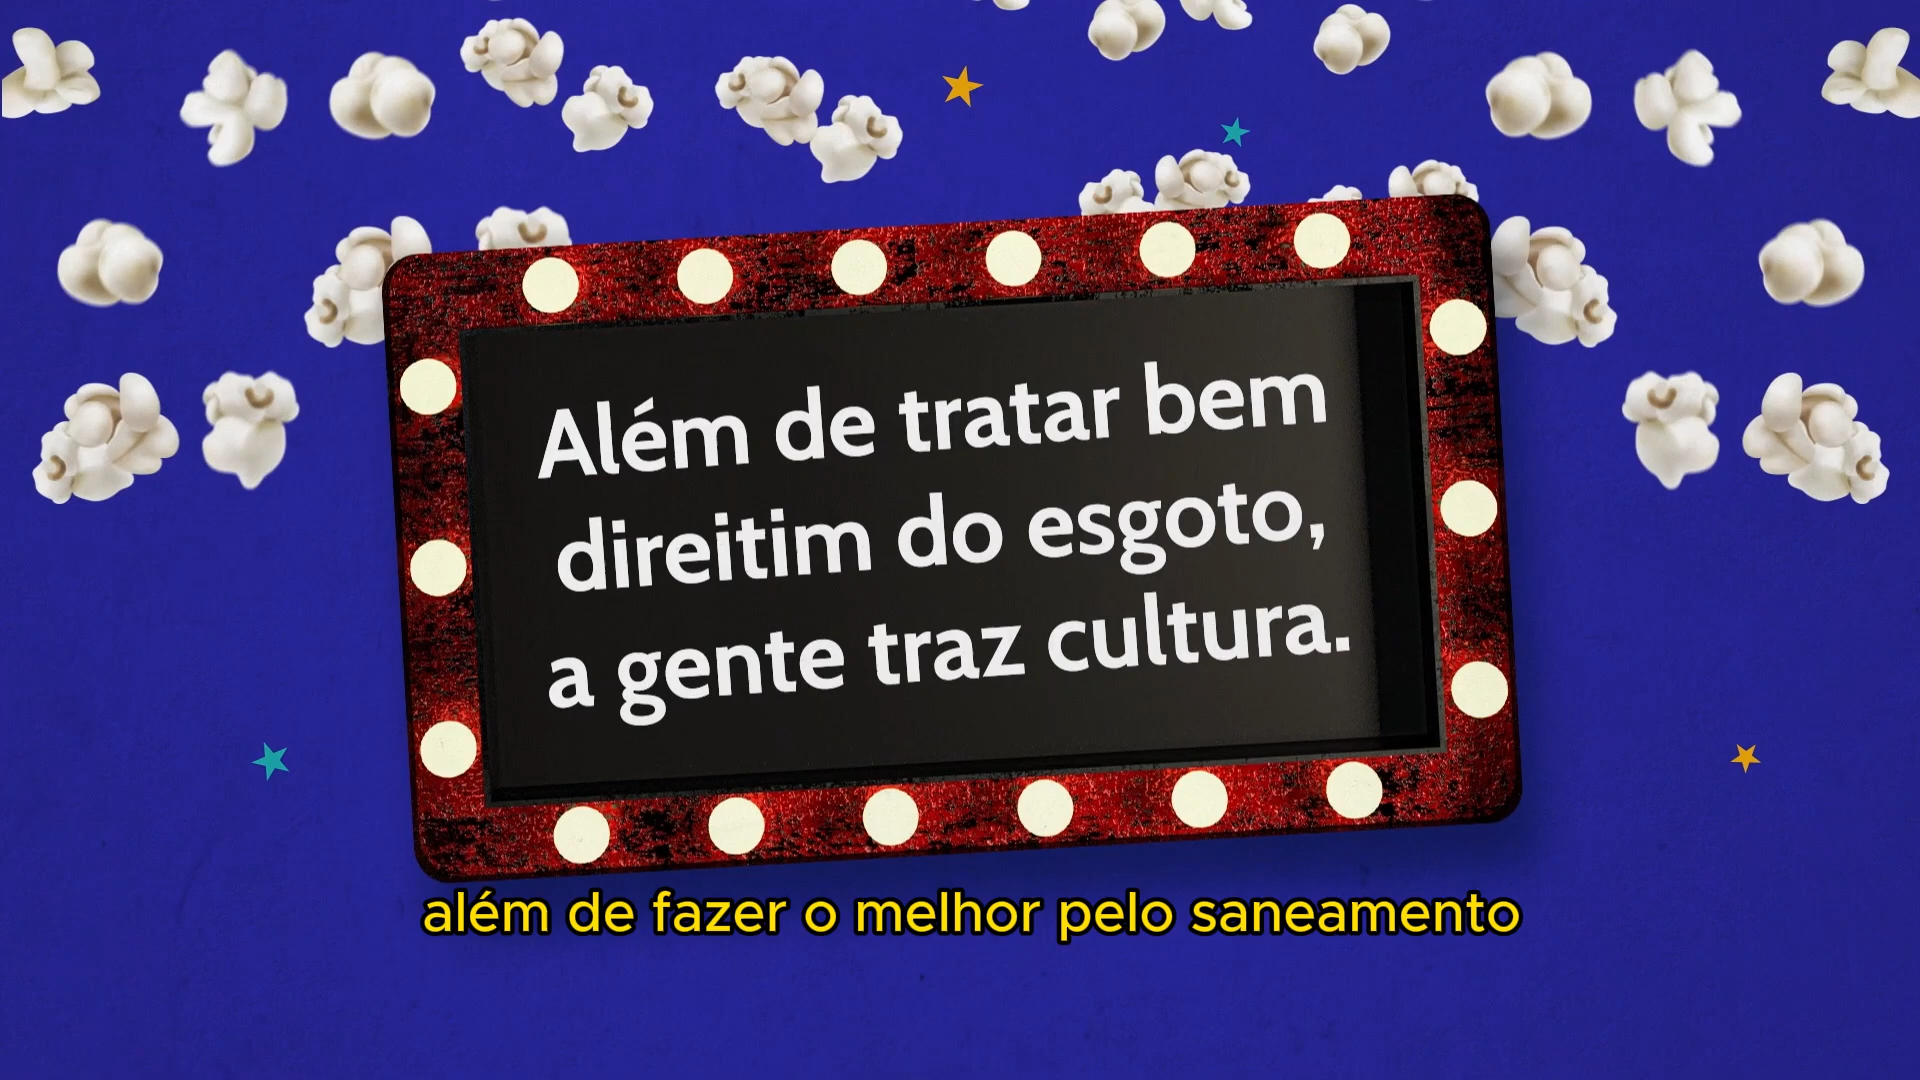 Além de tratar bem
direitim do esgoto,
a gente traz cultura.
além de fazer o melhor pelo saneamento